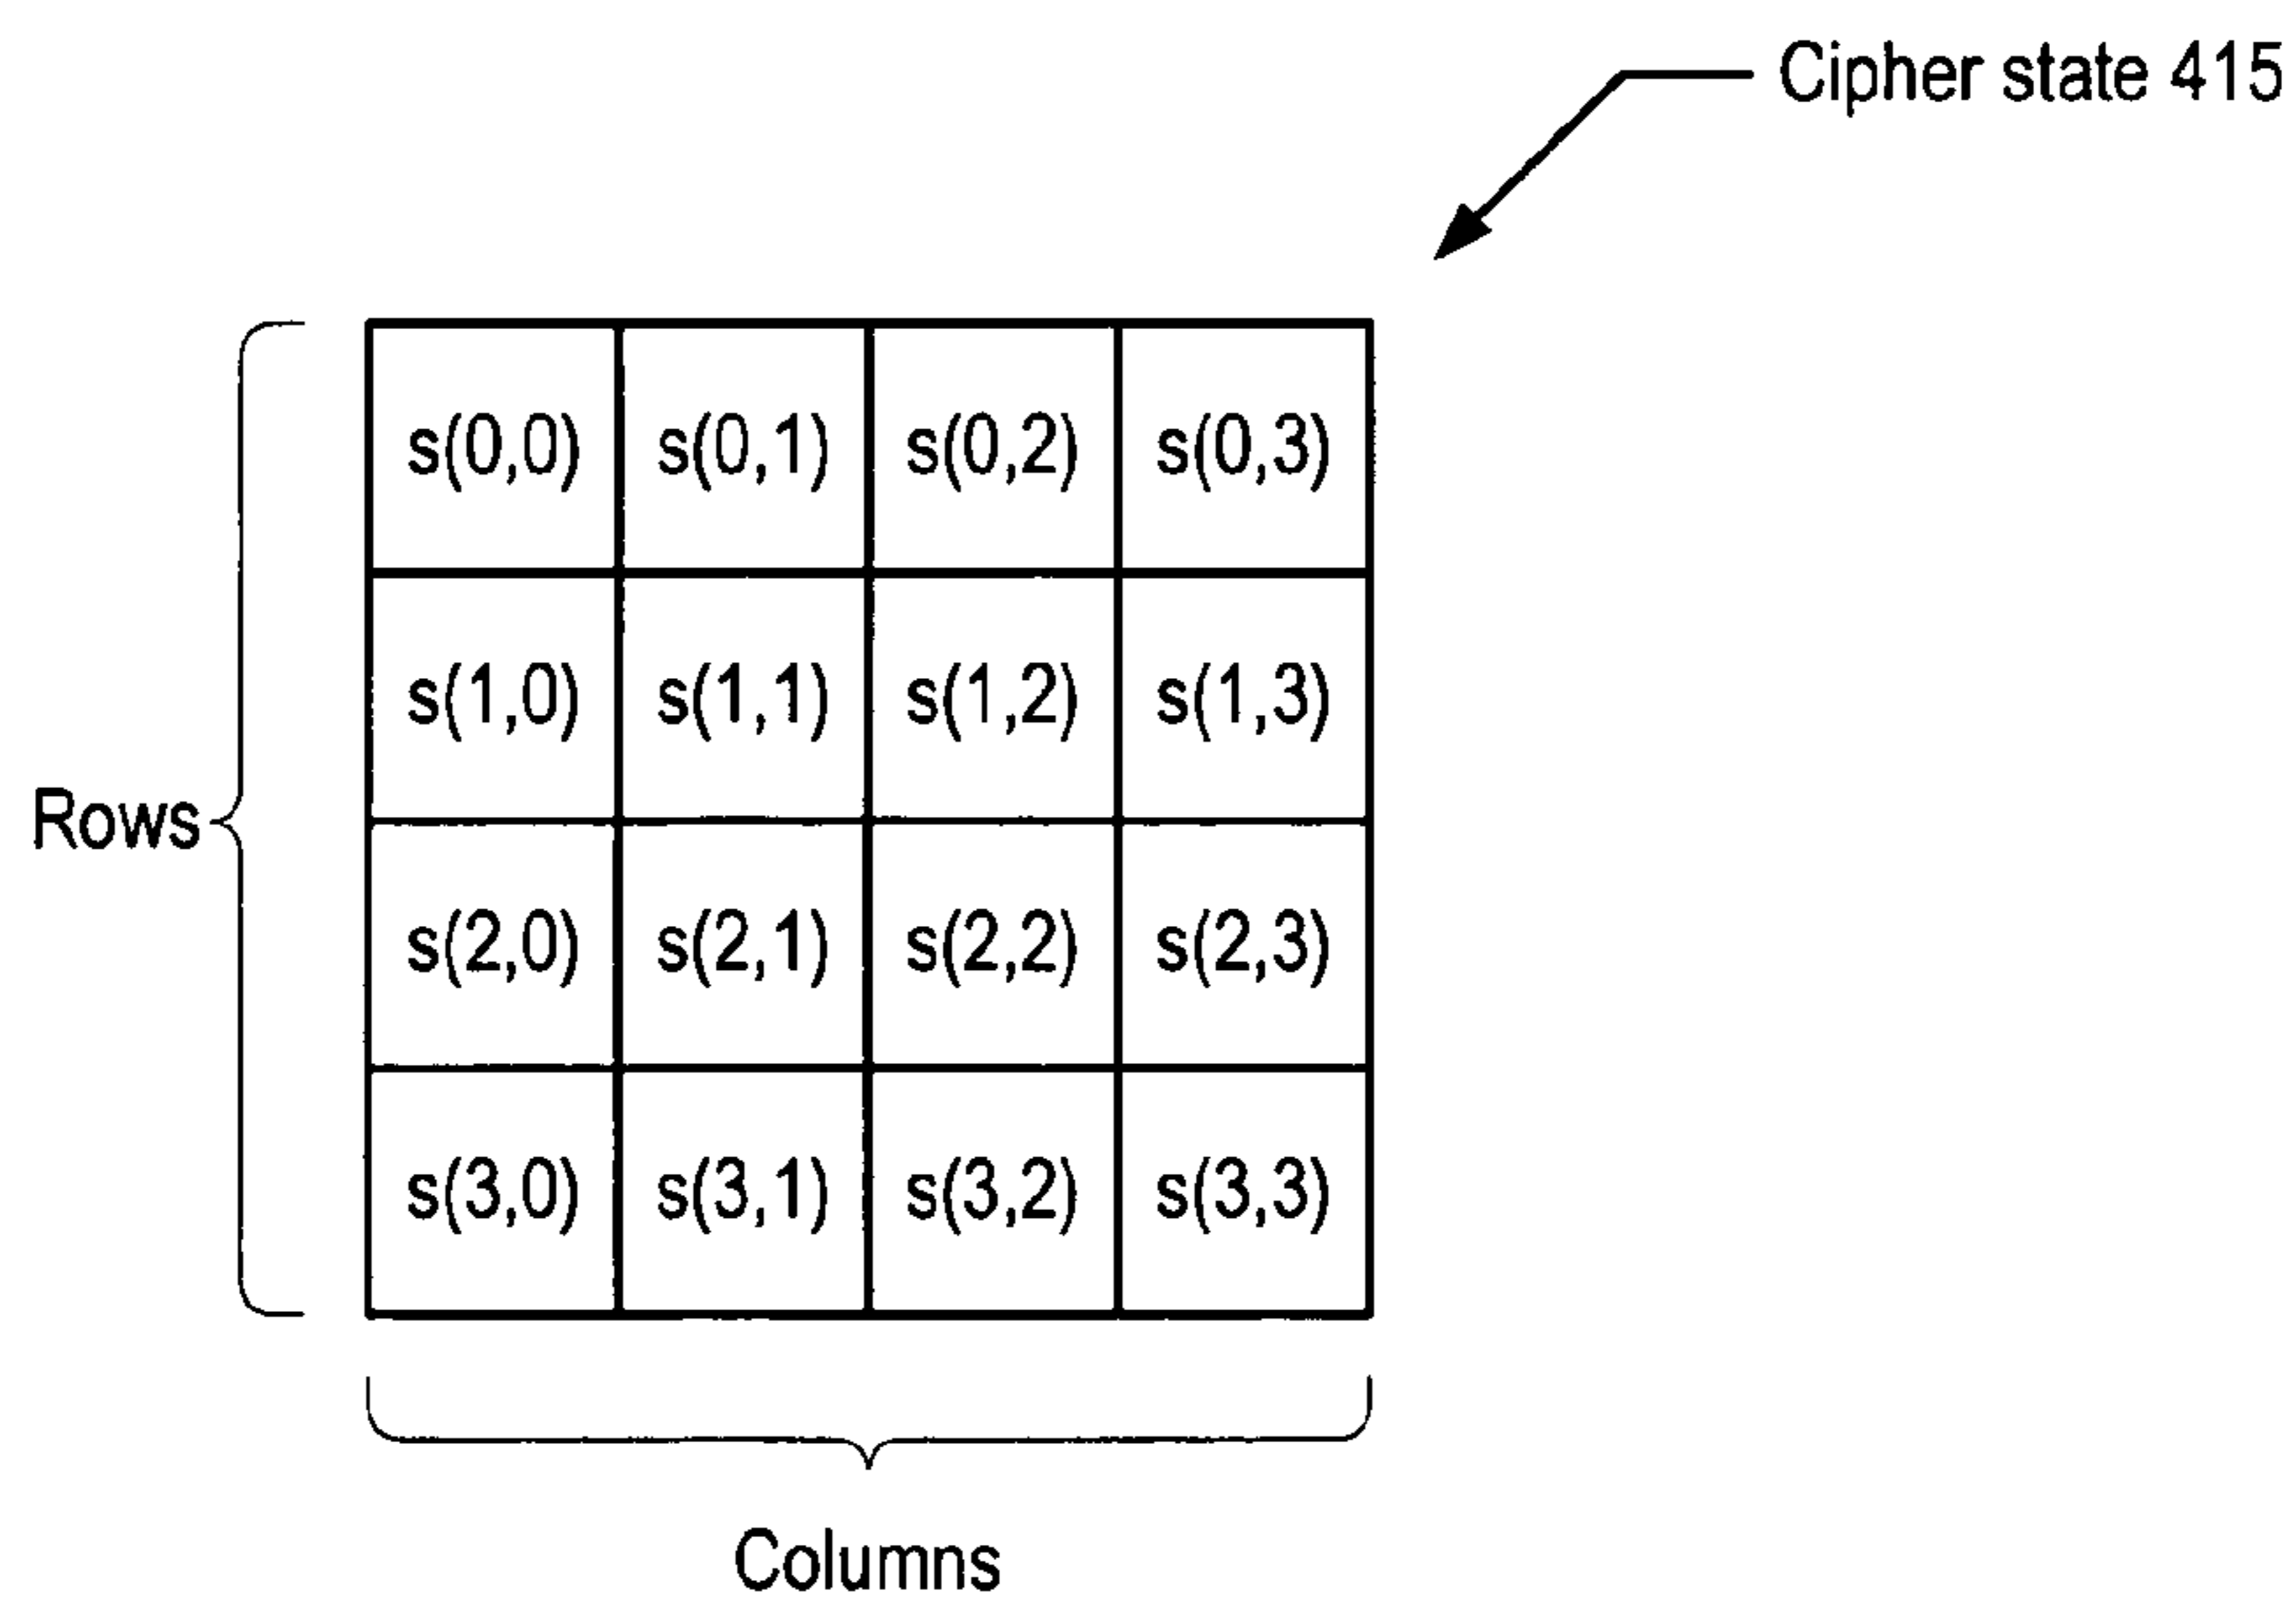 Cipher state 415
s(0,0) s(0,1) s(0,2) s(0,3)
s(1,0) s(1,1) s(1,2) s(1,3)
Rows
s(2,0) s(2,1) s(2,2) s(2,3)
s(3,0) s(3,1) s(3,2) s(3,3)
Columns